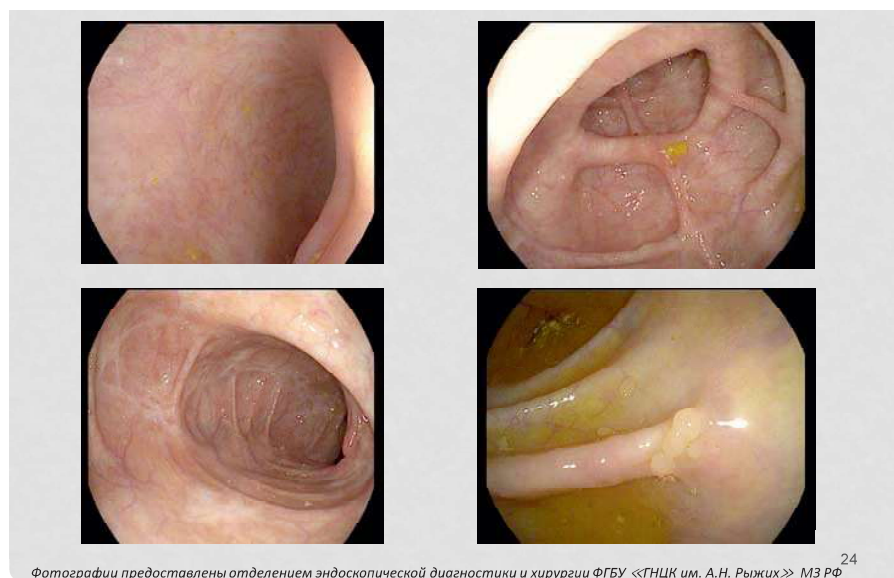 24
Фотографии предоставлены отделением эндоскопической диагностики и хирургии ФГБУ «ГНЦК им. А.Н. Рыжих» МЗ РФ